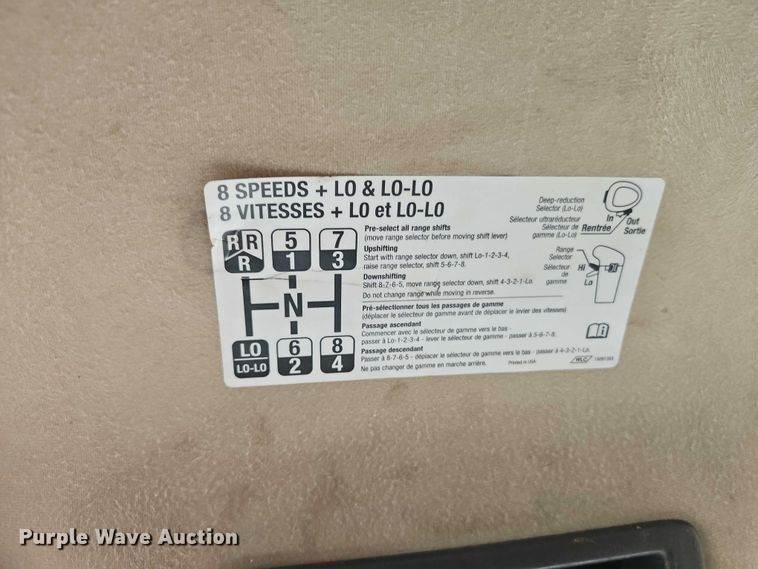 8 SPEEDS + LO & LO-LO
8 VITESSES + LO et LO-LO
R R 5 7
R 1 3
N
LO 6 8
LO-LO 2 4
Pre-select all range shifts
(move range selector before moving shift lever)
Upshifting
Start with range selector down, shift Lo-1-2-3-4,
raise range selector, shift 5-6-7-8.
Downshifting
Shift 8-7-6-5, move range selector down, shift 4-3-2-1-Lo.
Do not change range while moving in reverse.
Pré-sélectionner tous les passages de gamme
(déplacer le sélecteur de gamme avant de déplacer le levier des vitesses)
Passage ascendant
Commencer avec le sélecteur de gamme vers le bas -
passer à Lo-1-2-3-4 - lever le sélecteur de gamme - passer à 5-6-7-8.
Passage descendant
Passer à 8-7-6-5 - déplacer le sélecteur de gamme vers le bas - passer à 4-3-2-1-Lo.
Ne pas changer de gamme en marche arrière.
Printed in USA
WLC
Deep-reduction
Selector (Lo-Lo)
In
Out
Sélecteur ultraréducteur
Sélecteur de
gamme (Lo-Lo)
Rentrée
Sortie
Range
Selector
Sélecteur
de
gamme
Hi
Lo
Purple Wave Auction